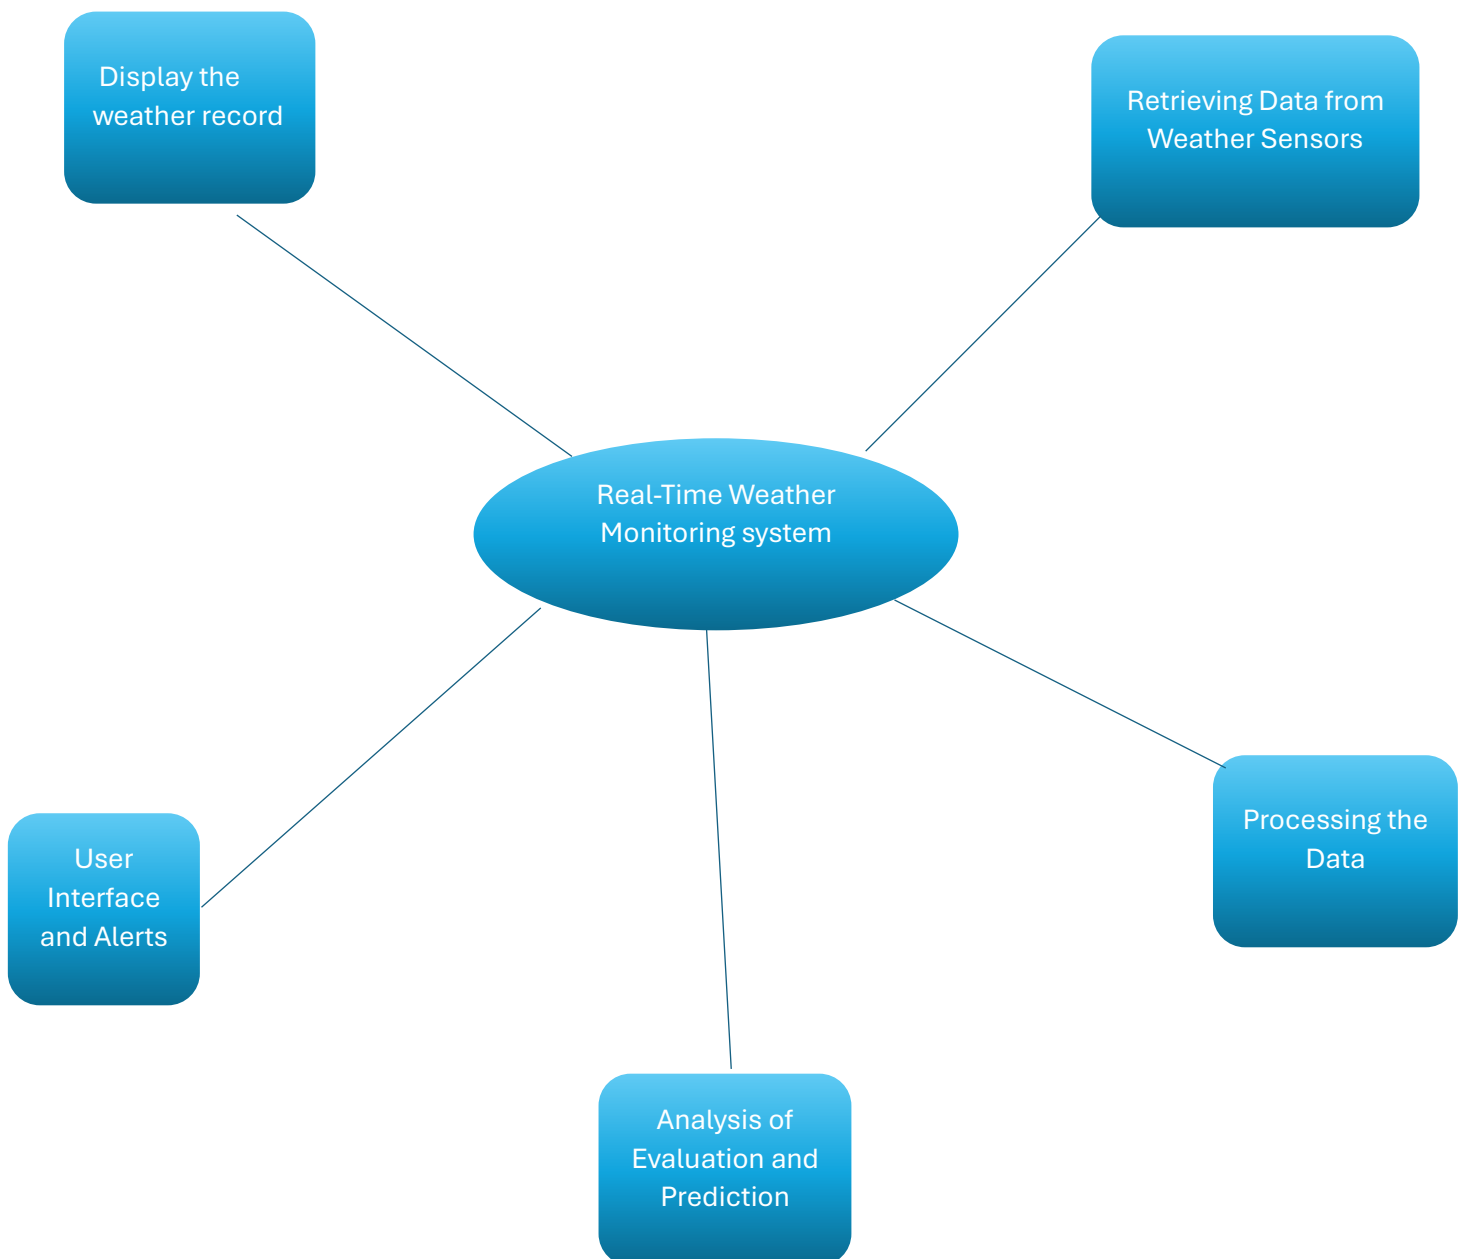 Display the
weather record
Retrieving Data from
Weather Sensors
Real-Time Weather
Monitoring system
Processing the
Data
User
Interface
and Alerts
Analysis of
Evaluation and
Prediction